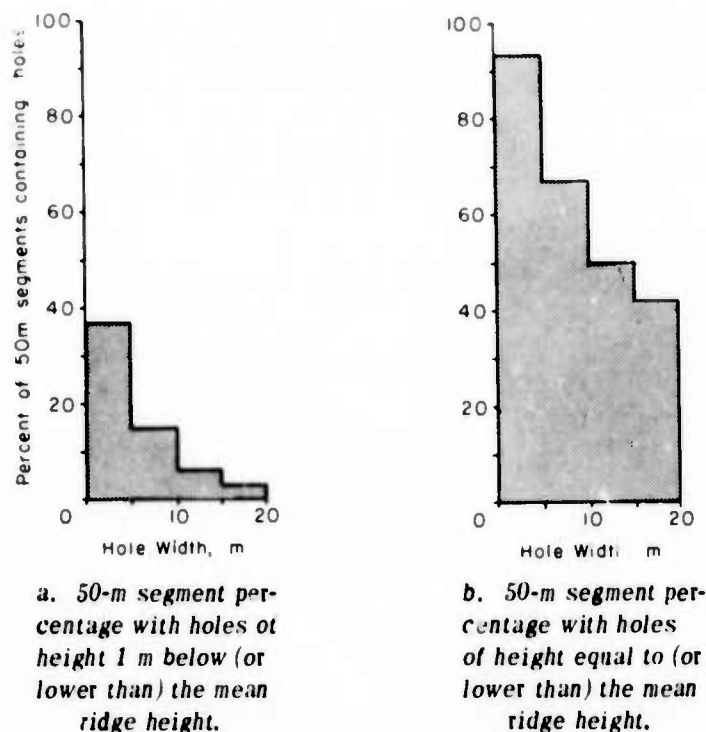 100
80
60
40
20
0
10
20
Percent of 50m segments containing holes
Hole Width, m
a. 50-m segment per-
centage with holes of
height 1 m below (or
lower than) the mean
ridge height.
100
80
60
40
20
0
10
20
Hole Widt m
b. 50-m segment per-
centage with holes
of height equal to (or
lower than) the mean
ridge height.